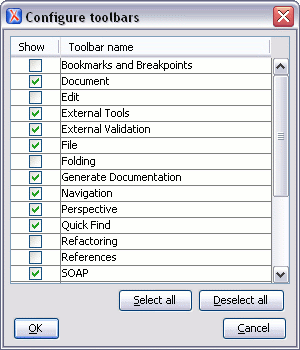 Configure toolbars
Show Toolbar name
Bookmarks and Breakpoints
Document
Edit
External Tools
External Validation
File
Folding
Generate Documentation
Navigation
Perspective
Quick Find
Refactoring
References
SOAP
Select all Deselect all
OK Cancel